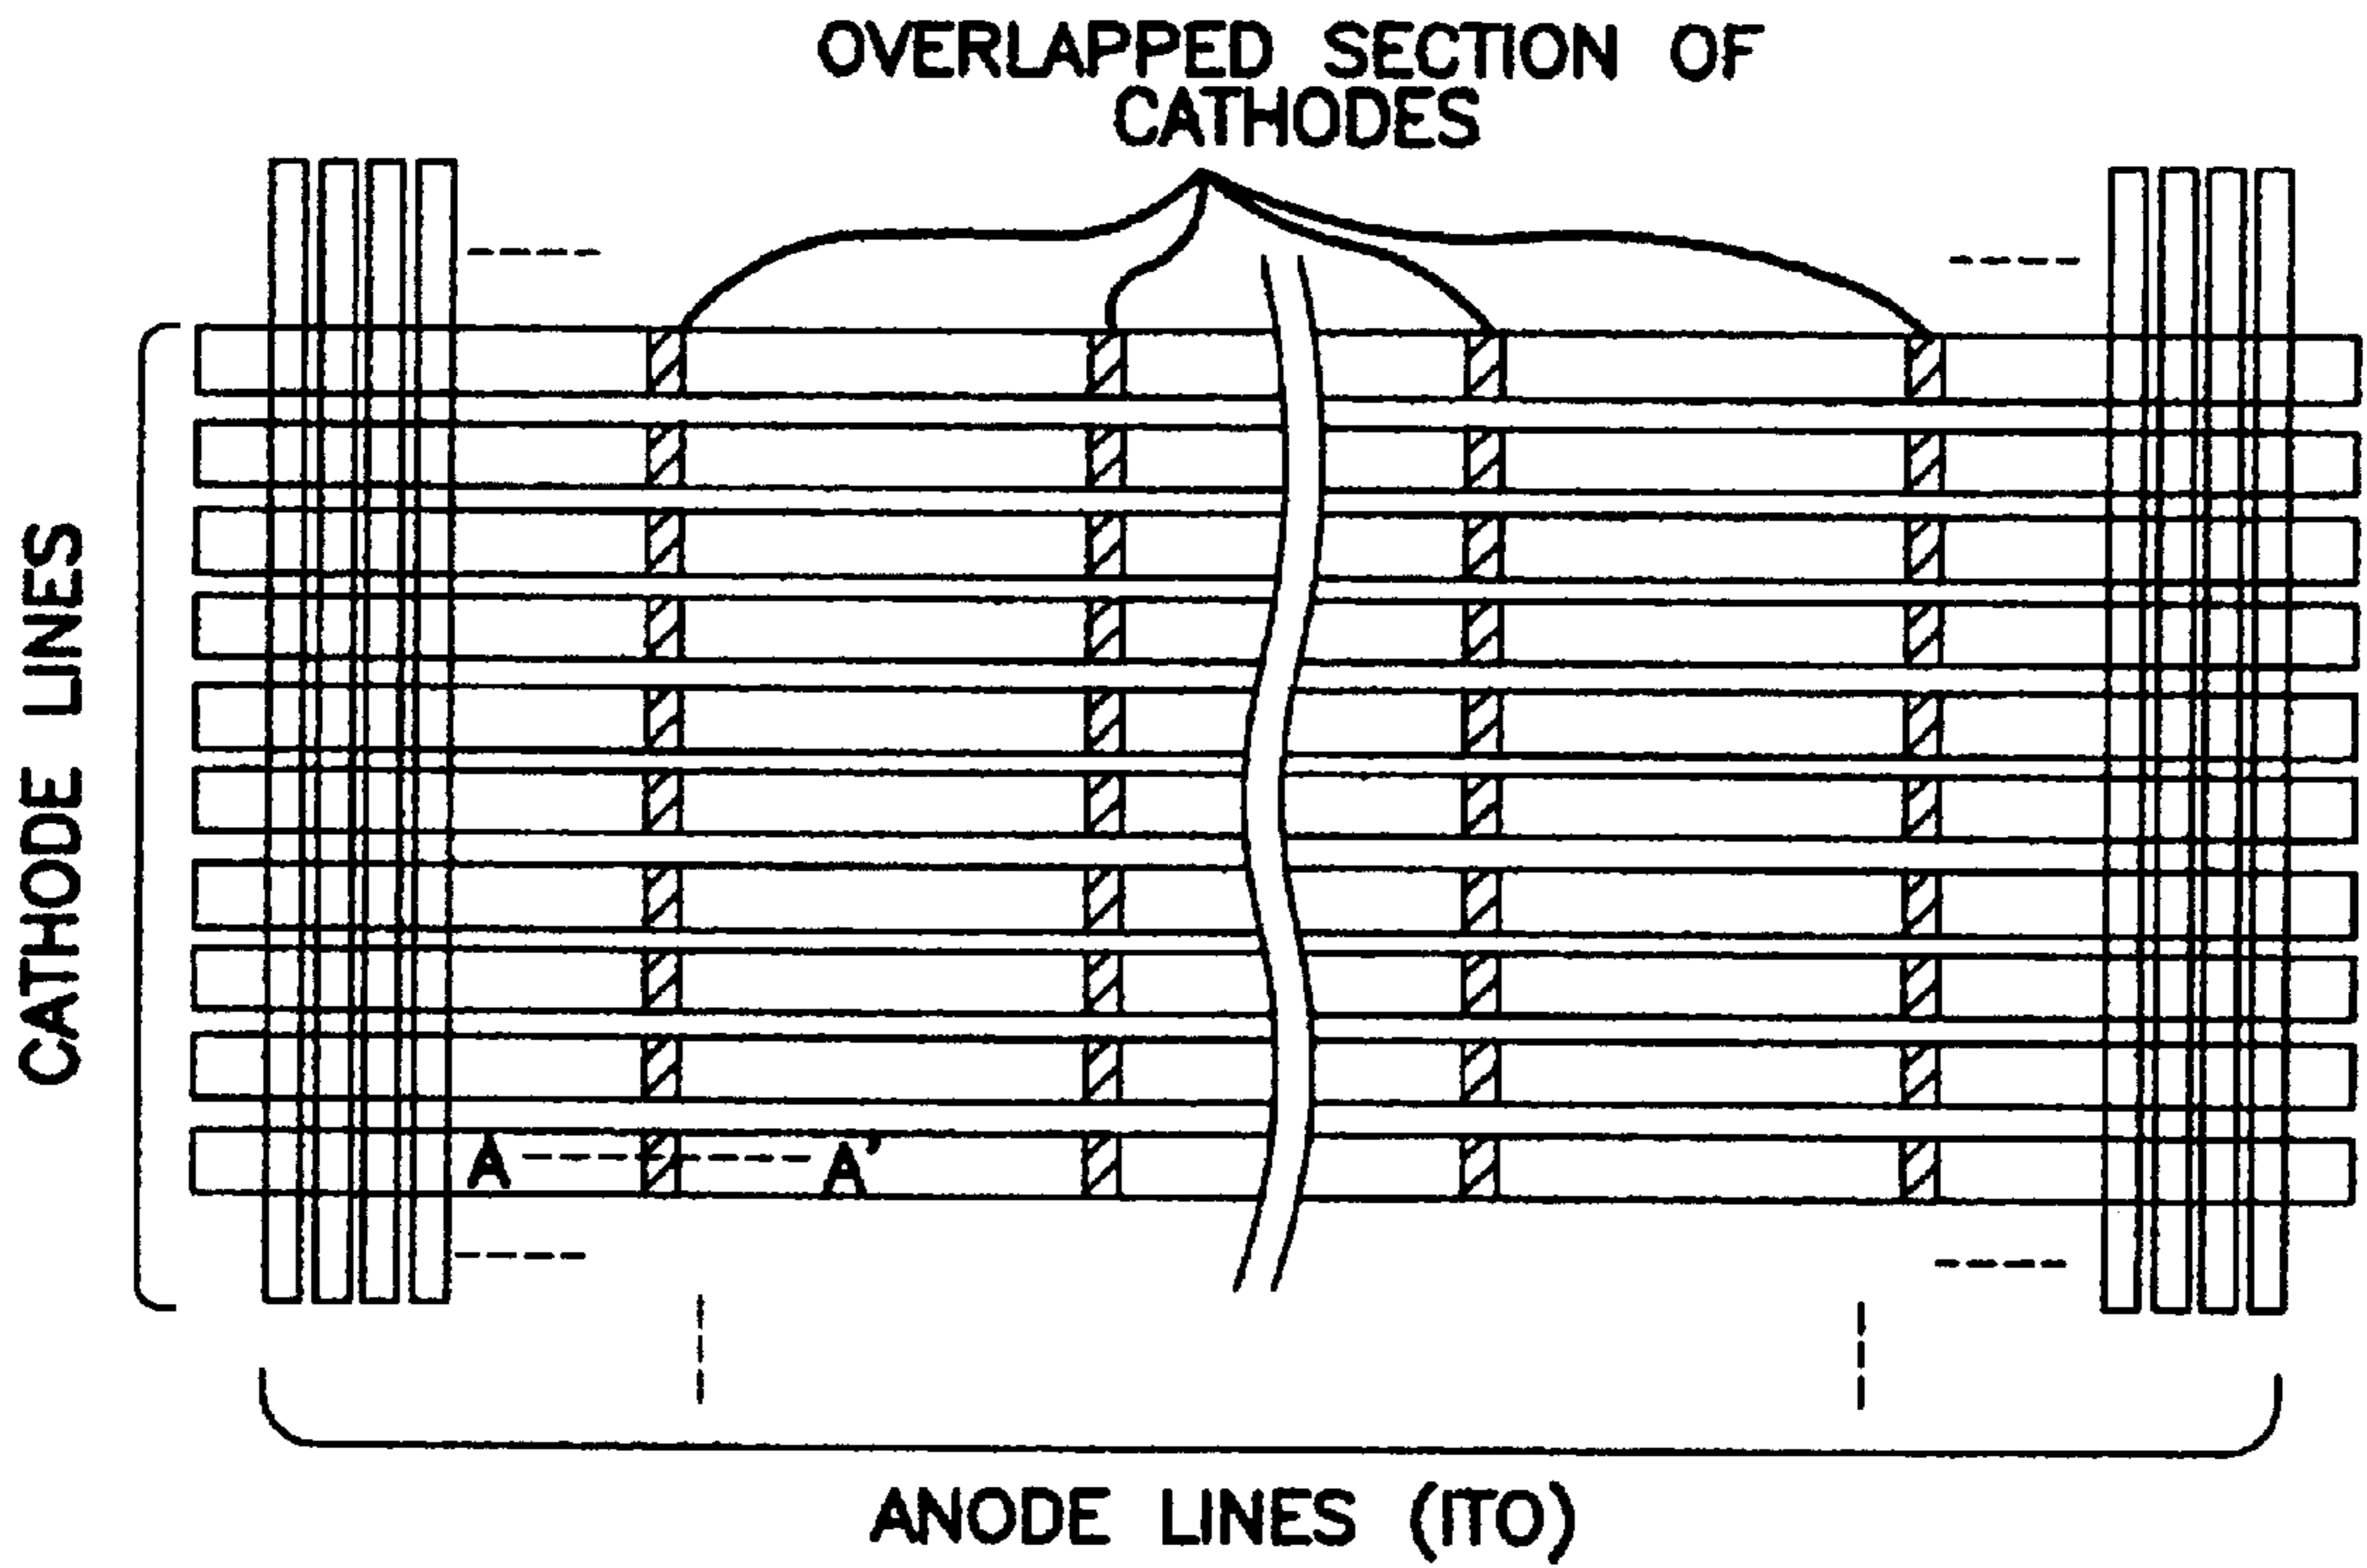 OVERLAPPED SECTION OF
CATHODES
CATHODE LINES
A A’
ANODE LINES (ITO)